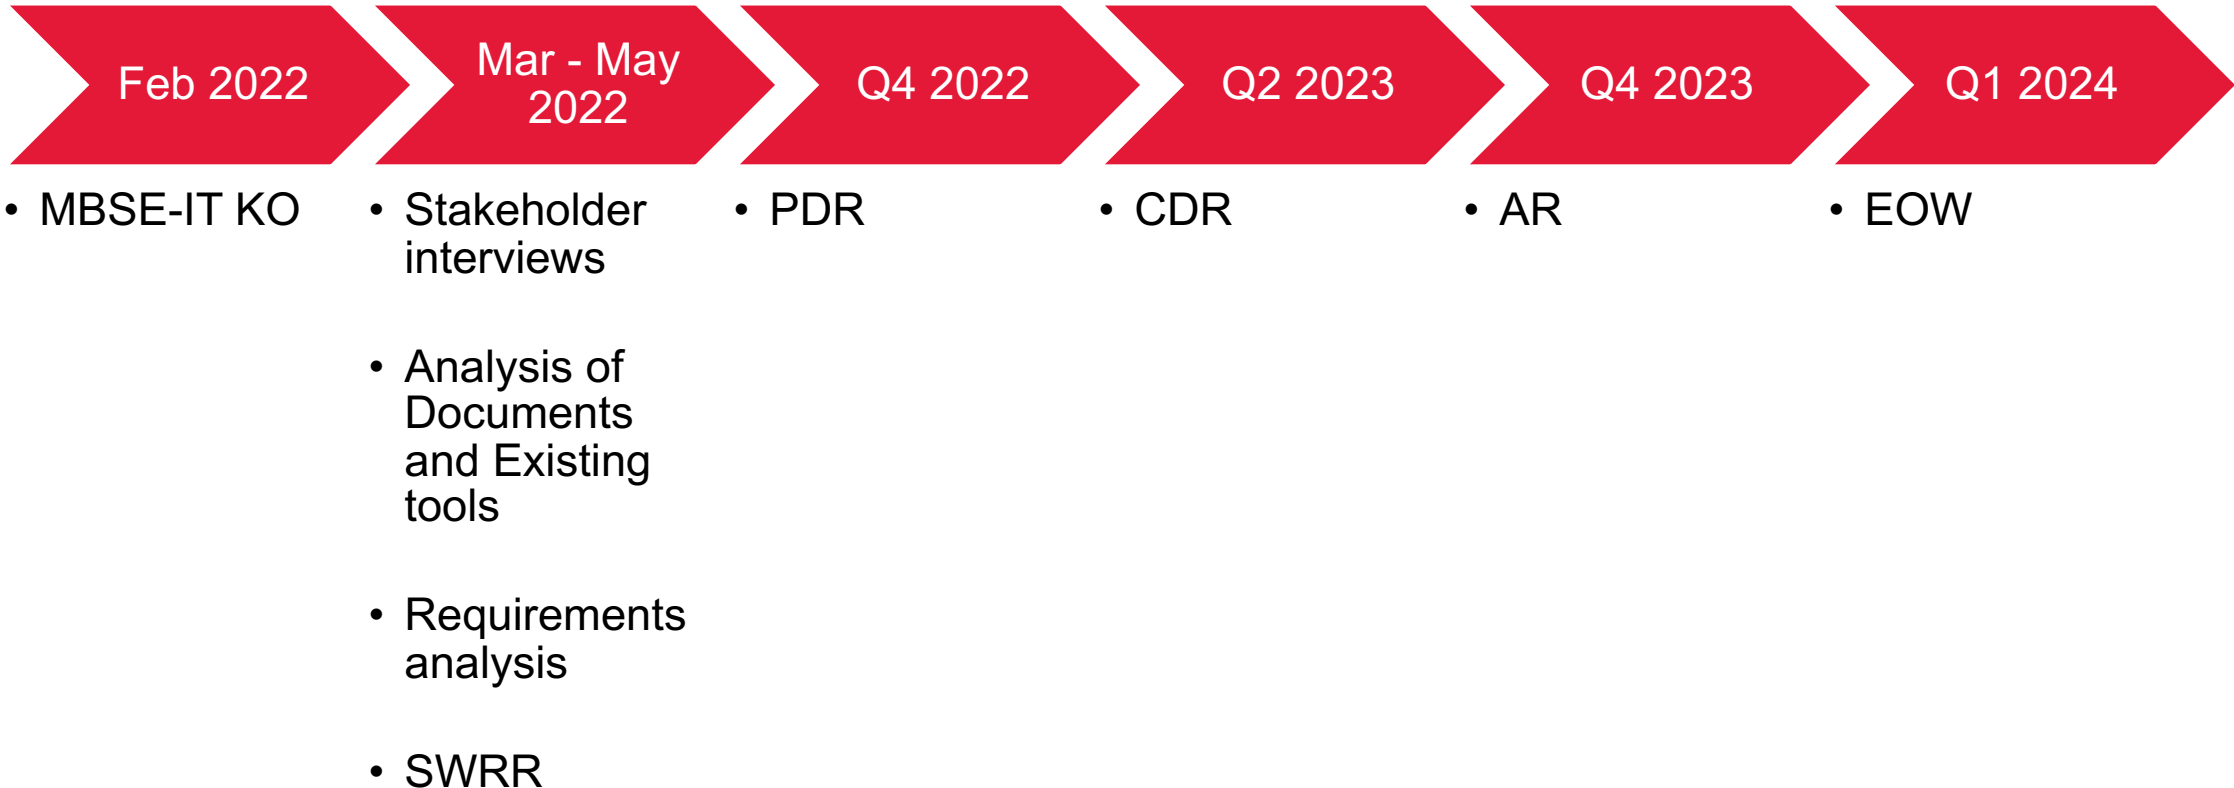 Feb 2022
Mar - May
2022
Q4 2022
Q2 2023
Q4 2023
Q1 2024
• MBSE-IT KO
• Stakeholder
interviews
• Analysis of
Documents
and Existing
tools
• Requirements
analysis
• SWRR
• PDR
• CDR
• AR
• EOW